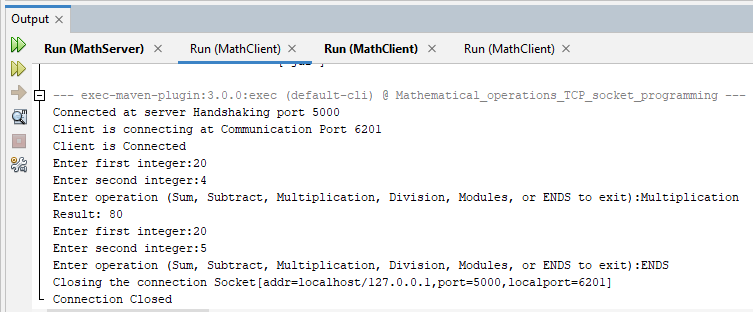 Output
Run (MathServer) Run (MathClient) Run (MathClient) Run (MathClient)
--- exec-maven-plugin:3.0.0:exec (default-cli) @ Mathematical_operations_TCP_socket_programming ---
Connected at server Handshaking port 5000
Client is connecting at Communication Port 6201
Client is Connected
Enter first integer:20
Enter second integer:4
Enter operation (Sum, Subtract, Multiplication, Division, Modules, or ENDS to exit):Multiplication
Result: 80
Enter first integer:20
Enter second integer:5
Enter operation (Sum, Subtract, Multiplication, Division, Modules, or ENDS to exit):ENDS
Closing the connection Socket[addr=localhost/127.0.0.1,port=5000,localport=6201]
Connection Closed